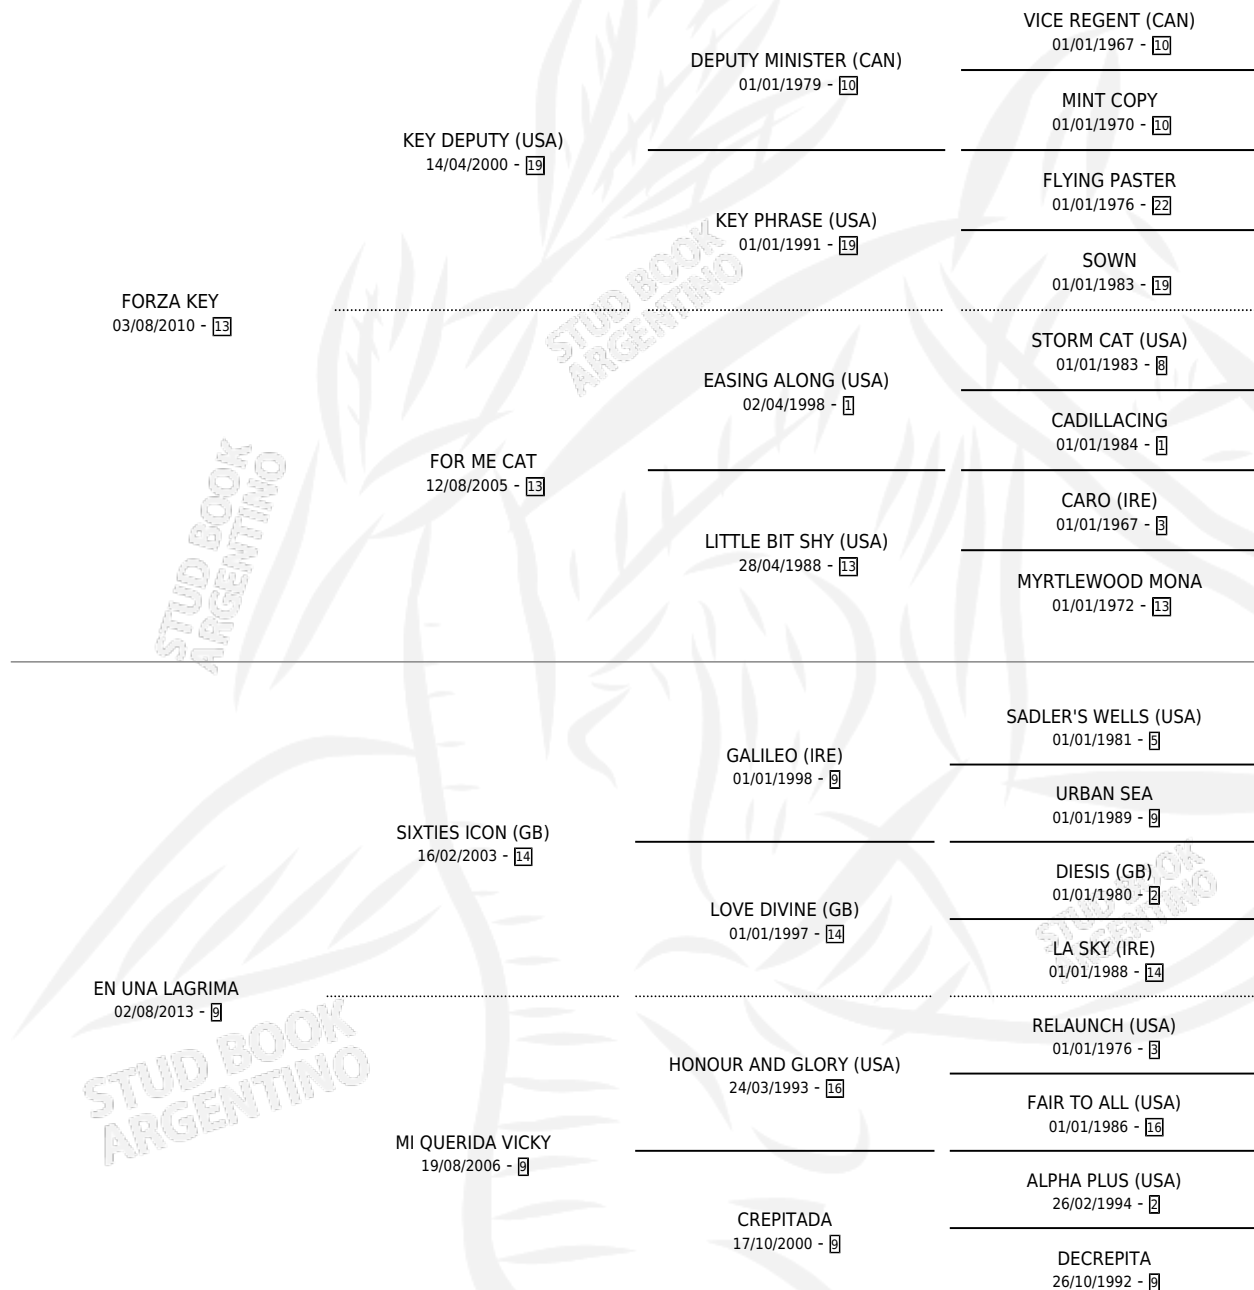 VICE REGENT (CAN)
01/01/1967 - 10
DEPUTY MINISTER (CAN)
01/01/1979 - 10
MINT COPY
01/01/1970 - 10
KEY DEPUTY (USA)
14/04/2000 - 19
FLYING PASTER
01/01/1976 - 22
KEY PHRASE (USA)
01/01/1991 - 19
SOWN
01/01/1983 - 19
FORZA KEY
03/08/2010 - 13
STORM CAT (USA)
01/01/1983 - 8
EASING ALONG (USA)
02/04/1998 - 1
CADILLACING
01/01/1984 - 1
FOR ME CAT
12/08/2005 - 13
CARO (IRE)
01/01/1967 - 3
LITTLE BIT SHY (USA)
28/04/1988 - 13
MYRTLEWOOD MONA
01/01/1972 - 13
SADLER'S WELLS (USA)
01/01/1981 - 5
GALILEO (IRE)
01/01/1998 - 9
URBAN SEA
01/01/1989 - 9
SIXTIES ICON (GB)
16/02/2003 - 14
DIESIS (GB)
01/01/1980 - 2
LOVE DIVINE (GB)
01/01/1997 - 14
LA SKY (IRE)
01/01/1988 - 14
EN UNA LAGRIMA
02/08/2013 - 9
RELAUNCH (USA)
01/01/1976 - 3
HONOUR AND GLORY (USA)
24/03/1993 - 16
FAIR TO ALL (USA)
01/01/1986 - 16
MI QUERIDA VICKY
19/08/2006 - 9
ALPHA PLUS (USA)
26/02/1994 - 2
CREPITADA
17/10/2000 - 9
DECREPITA
26/10/1992 - 9
STUD BOOK
ARGENTINO
STUD BOOK
ARGENTINO
STUD BOOK
ARGENTINO
STUD BOOK
ARGENTINO